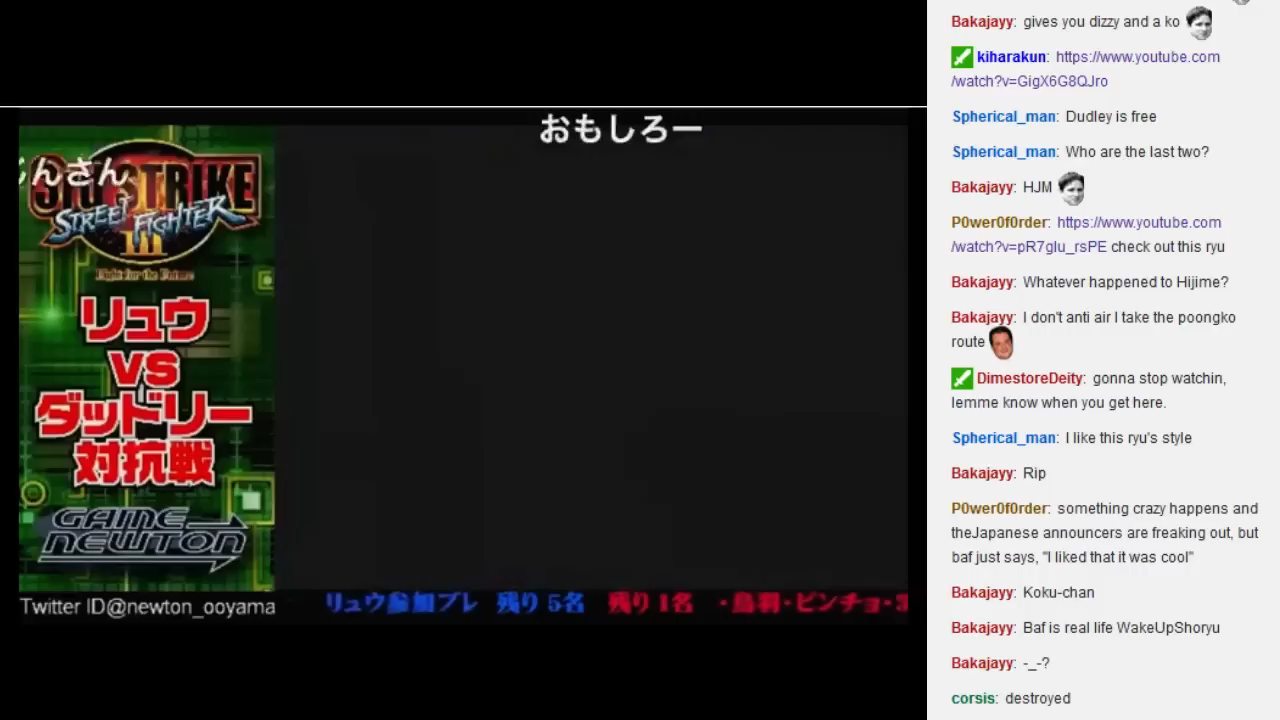 おもしろー
んさん
3rd STRIKE
STREET FIGHTER
III
Fight for the Future
リュウ
VS
ダッドリー
対抗戦
GAME
NEWTON
Twitter ID@newton_ooyama
リュウ参加プレ 残り 5名 残り 1名 ・鳥羽・ピンチョ・
Bakajayy: gives you dizzy and a ko
kiharakun: https://www.youtube.com
/watch?v=GigX6G8QJro
Spherical_man: Dudley is free
Spherical_man: Who are the last two?
Bakajayy: HJM
P0wer0f0rder: https://www.youtube.com
/watch?v=pR7glu_rsPE check out this ryu
Bakajayy: Whatever happened to Hijime?
Bakajayy: I don't anti air I take the poongko
route
DimestoreDeity: gonna stop watchin,
lemme know when you get here.
Spherical_man: I like this ryu's style
Bakajayy: Rip
P0wer0f0rder: something crazy happens and
theJapanese announcers are freaking out, but
baf just says, "I liked that it was cool"
Bakajayy: Koku-chan
Bakajayy: Baf is real life WakeUpShoryu
Bakajayy: -_-?
corsis: destroyed